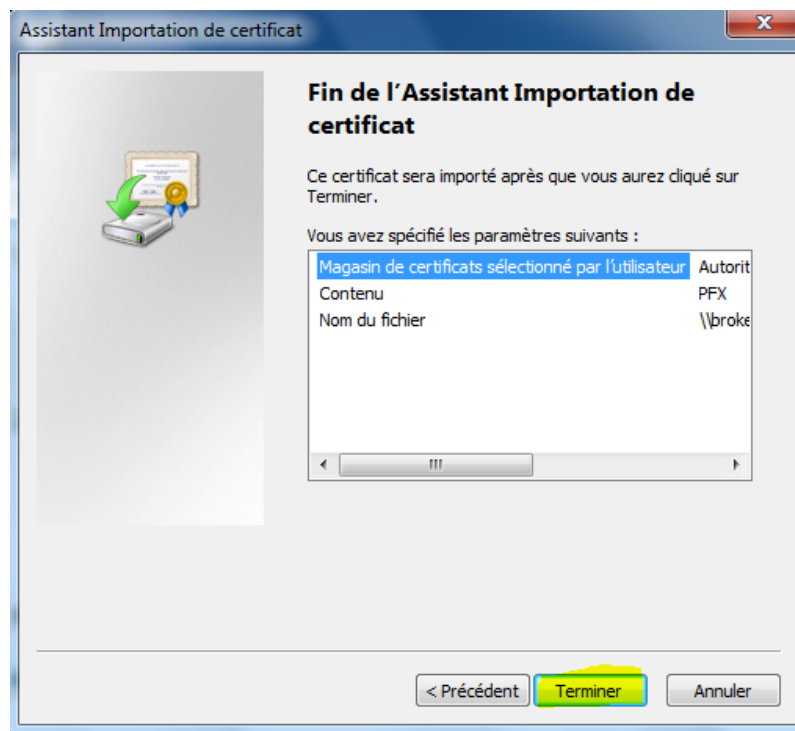 Assistant Importation de certificat
Fin de l’Assistant Importation de
certificat
Ce certificat sera importé après que vous aurez cliqué sur
Terminer.
Vous avez spécifié les paramètres suivants :
Magasin de certificats sélectionné par l’utilisateur Autorit
Contenu PFX
Nom du fichier \\broke
< Précédent Terminer Annuler